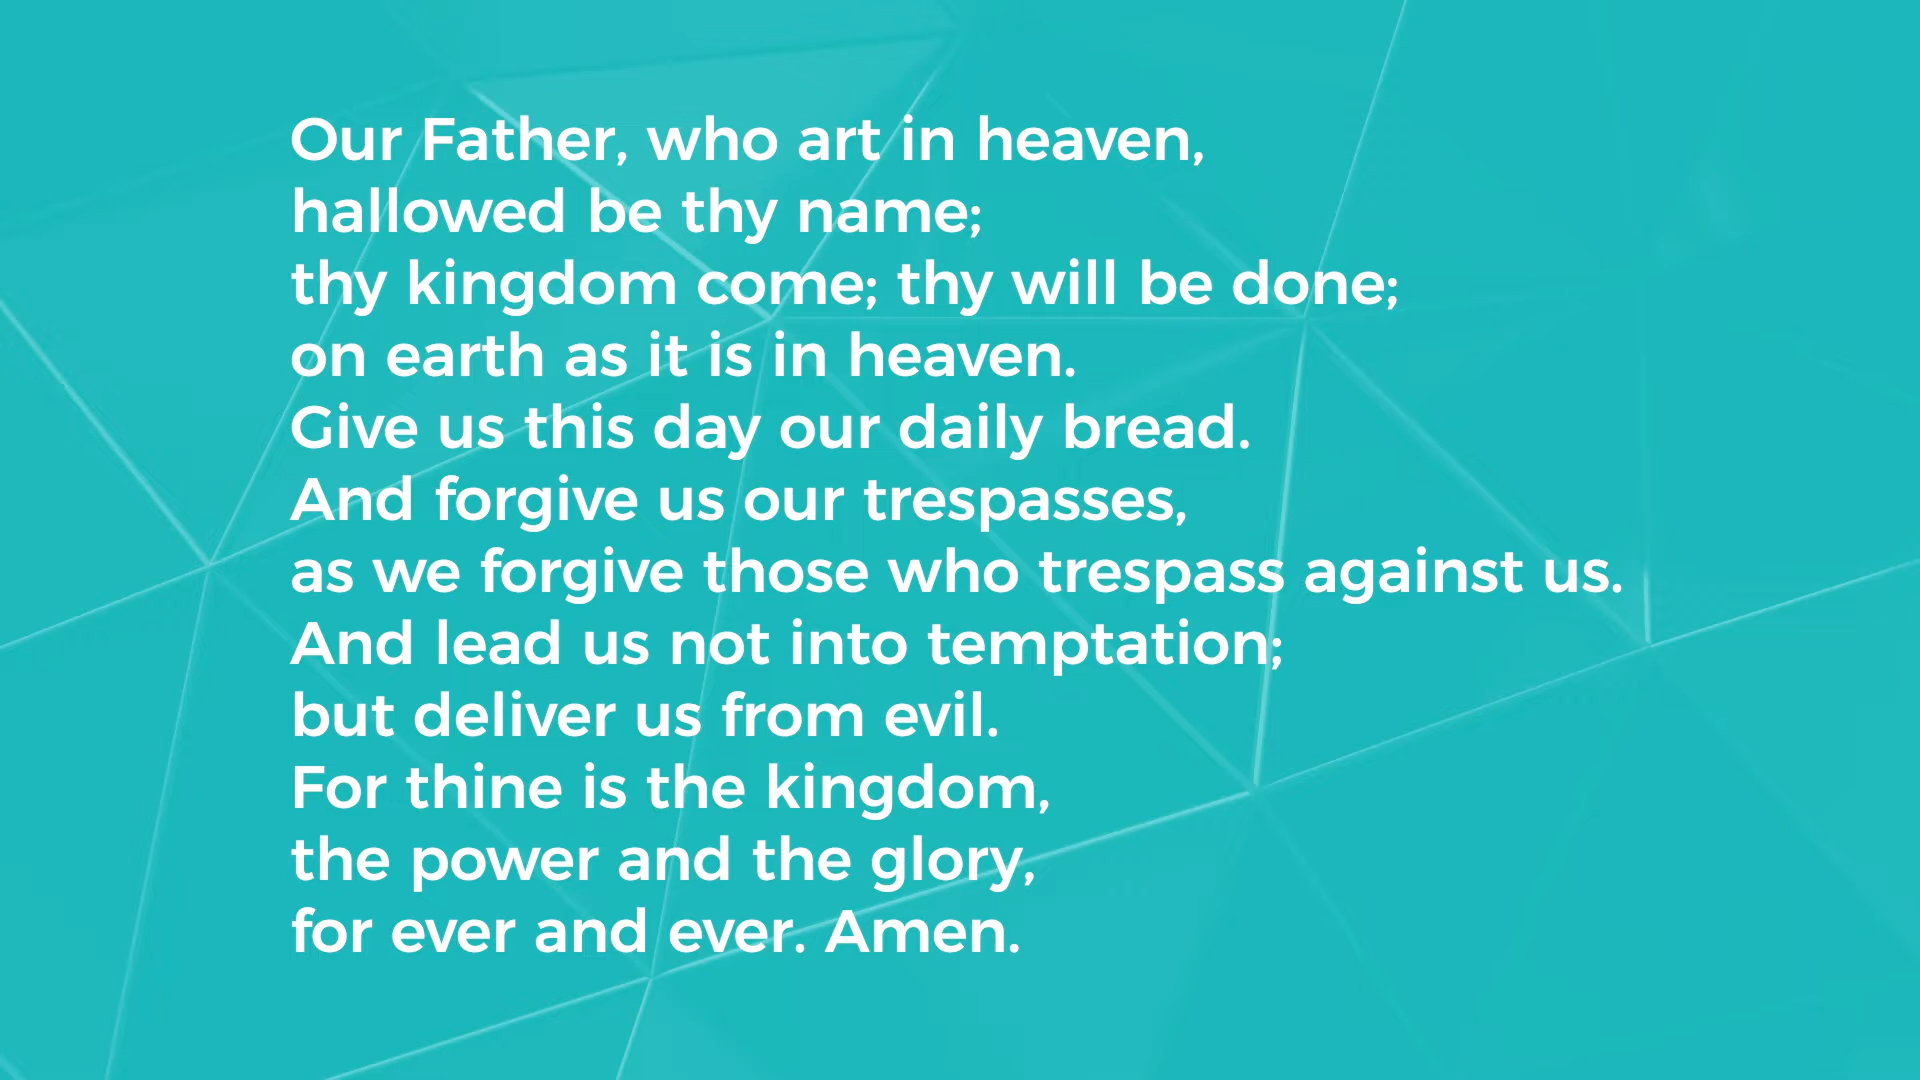 Our Father, who art in heaven,
hallowed be thy name;
thy kingdom come; thy will be done;
on earth as it is in heaven.
Give us this day our daily bread.
And forgive us our trespasses,
as we forgive those who trespass against us.
And lead us not into temptation;
but deliver us from evil.
For thine is the kingdom,
the power and the glory,
for ever and ever. Amen.